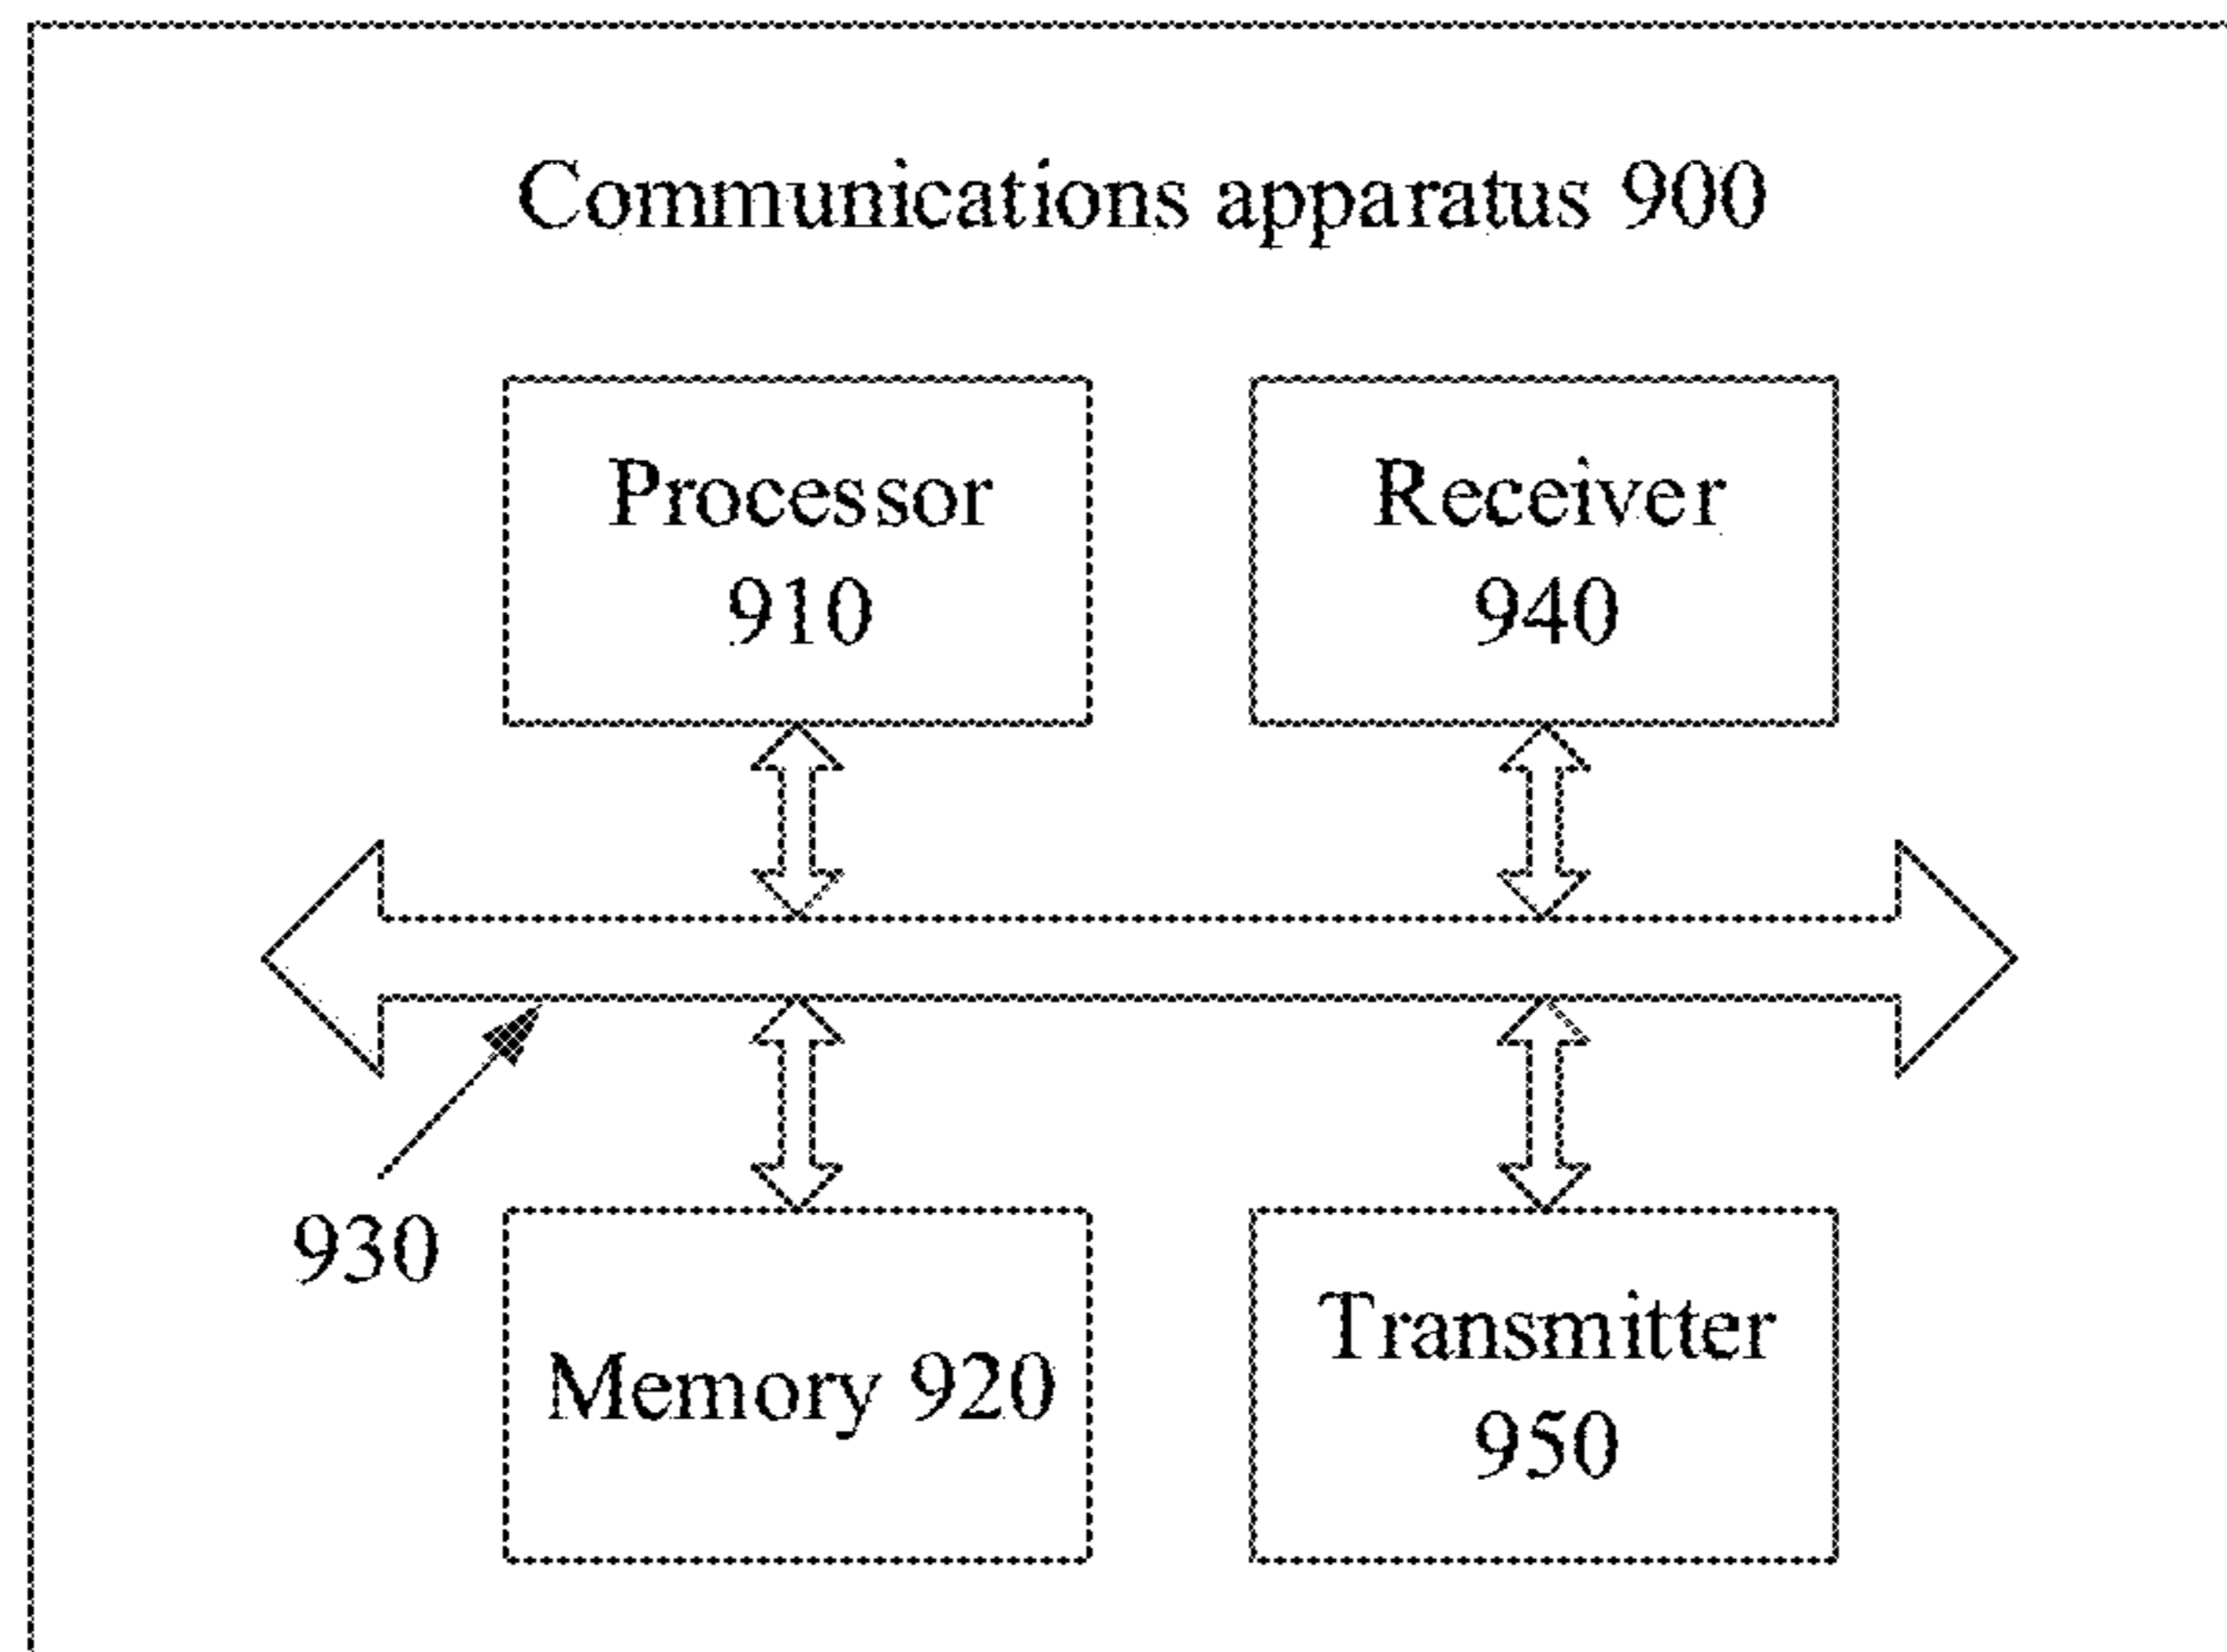 Communications apparatus 900
Processor
910
Receiver
940
930
Memory 920
Transmitter
950